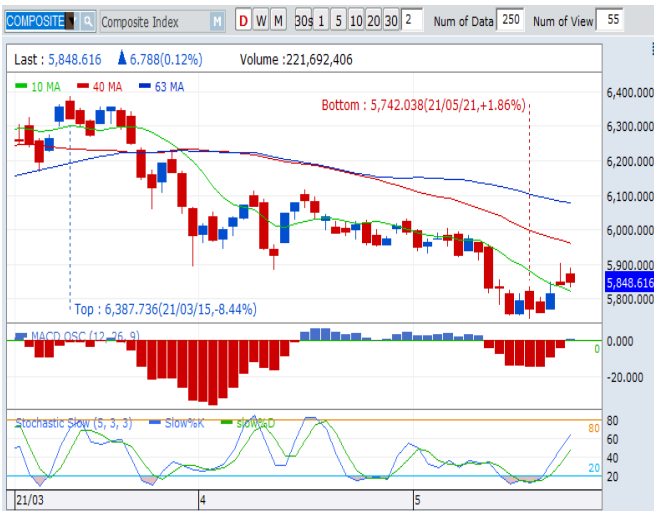 COMPOSITE Composite Index M D W M 30s 1 5 10 20 30 2 Num of Data 250 Num of View 55
Last : 5,848.616 ▲ 6.788(0.12%) Volume :221,692,406
10 MA 40 MA 63 MA
Bottom : 5,742.038(21/05/21,+1.86%)
6,400.000
6,300.000
6,200.000
6,100.000
6,000.000
5,900.000
5,848.616
5,800.000
Top : 6,387.736(21/03/15,-8.44%)
MACD OSC (12, 26, 9)
0.000
0
-20.000
Stochastic Slow (5, 3, 3) Slow%K slow%D
80
80
60
40
20
20
21/03 4 5